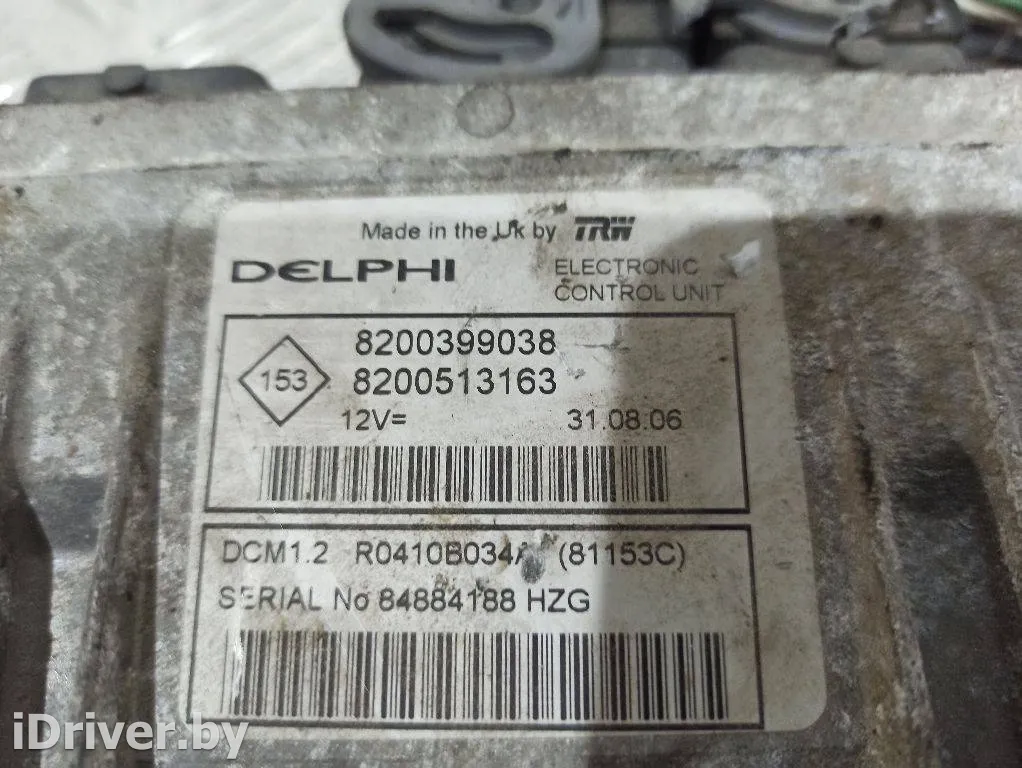 Made in the Uk by TRW
DELPHI
ELECTRONIC
CONTROL UNIT
8200399038
153
8200513163
12V=
31.08.06
DCM1.2 R0410B034A (81153C)
SERIAL No 84884188 HZG
iDriver.by